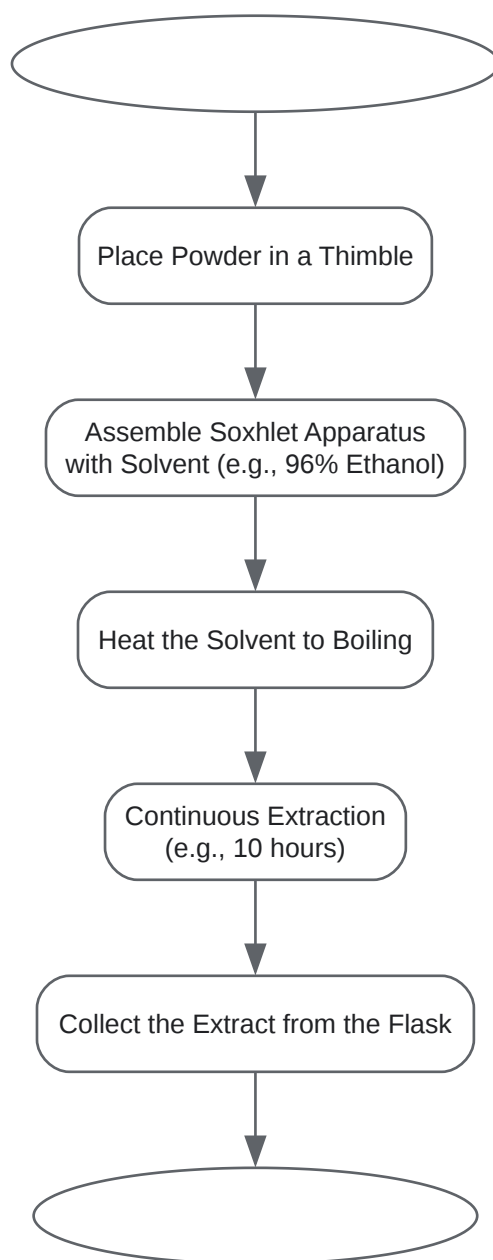 Place Powder in a Thimble
Assemble Soxhlet Apparatus
with Solvent (e.g., 96% Ethanol)
Heat the Solvent to Boiling
Continuous Extraction
(e.g., 10 hours)
Collect the Extract from the Flask